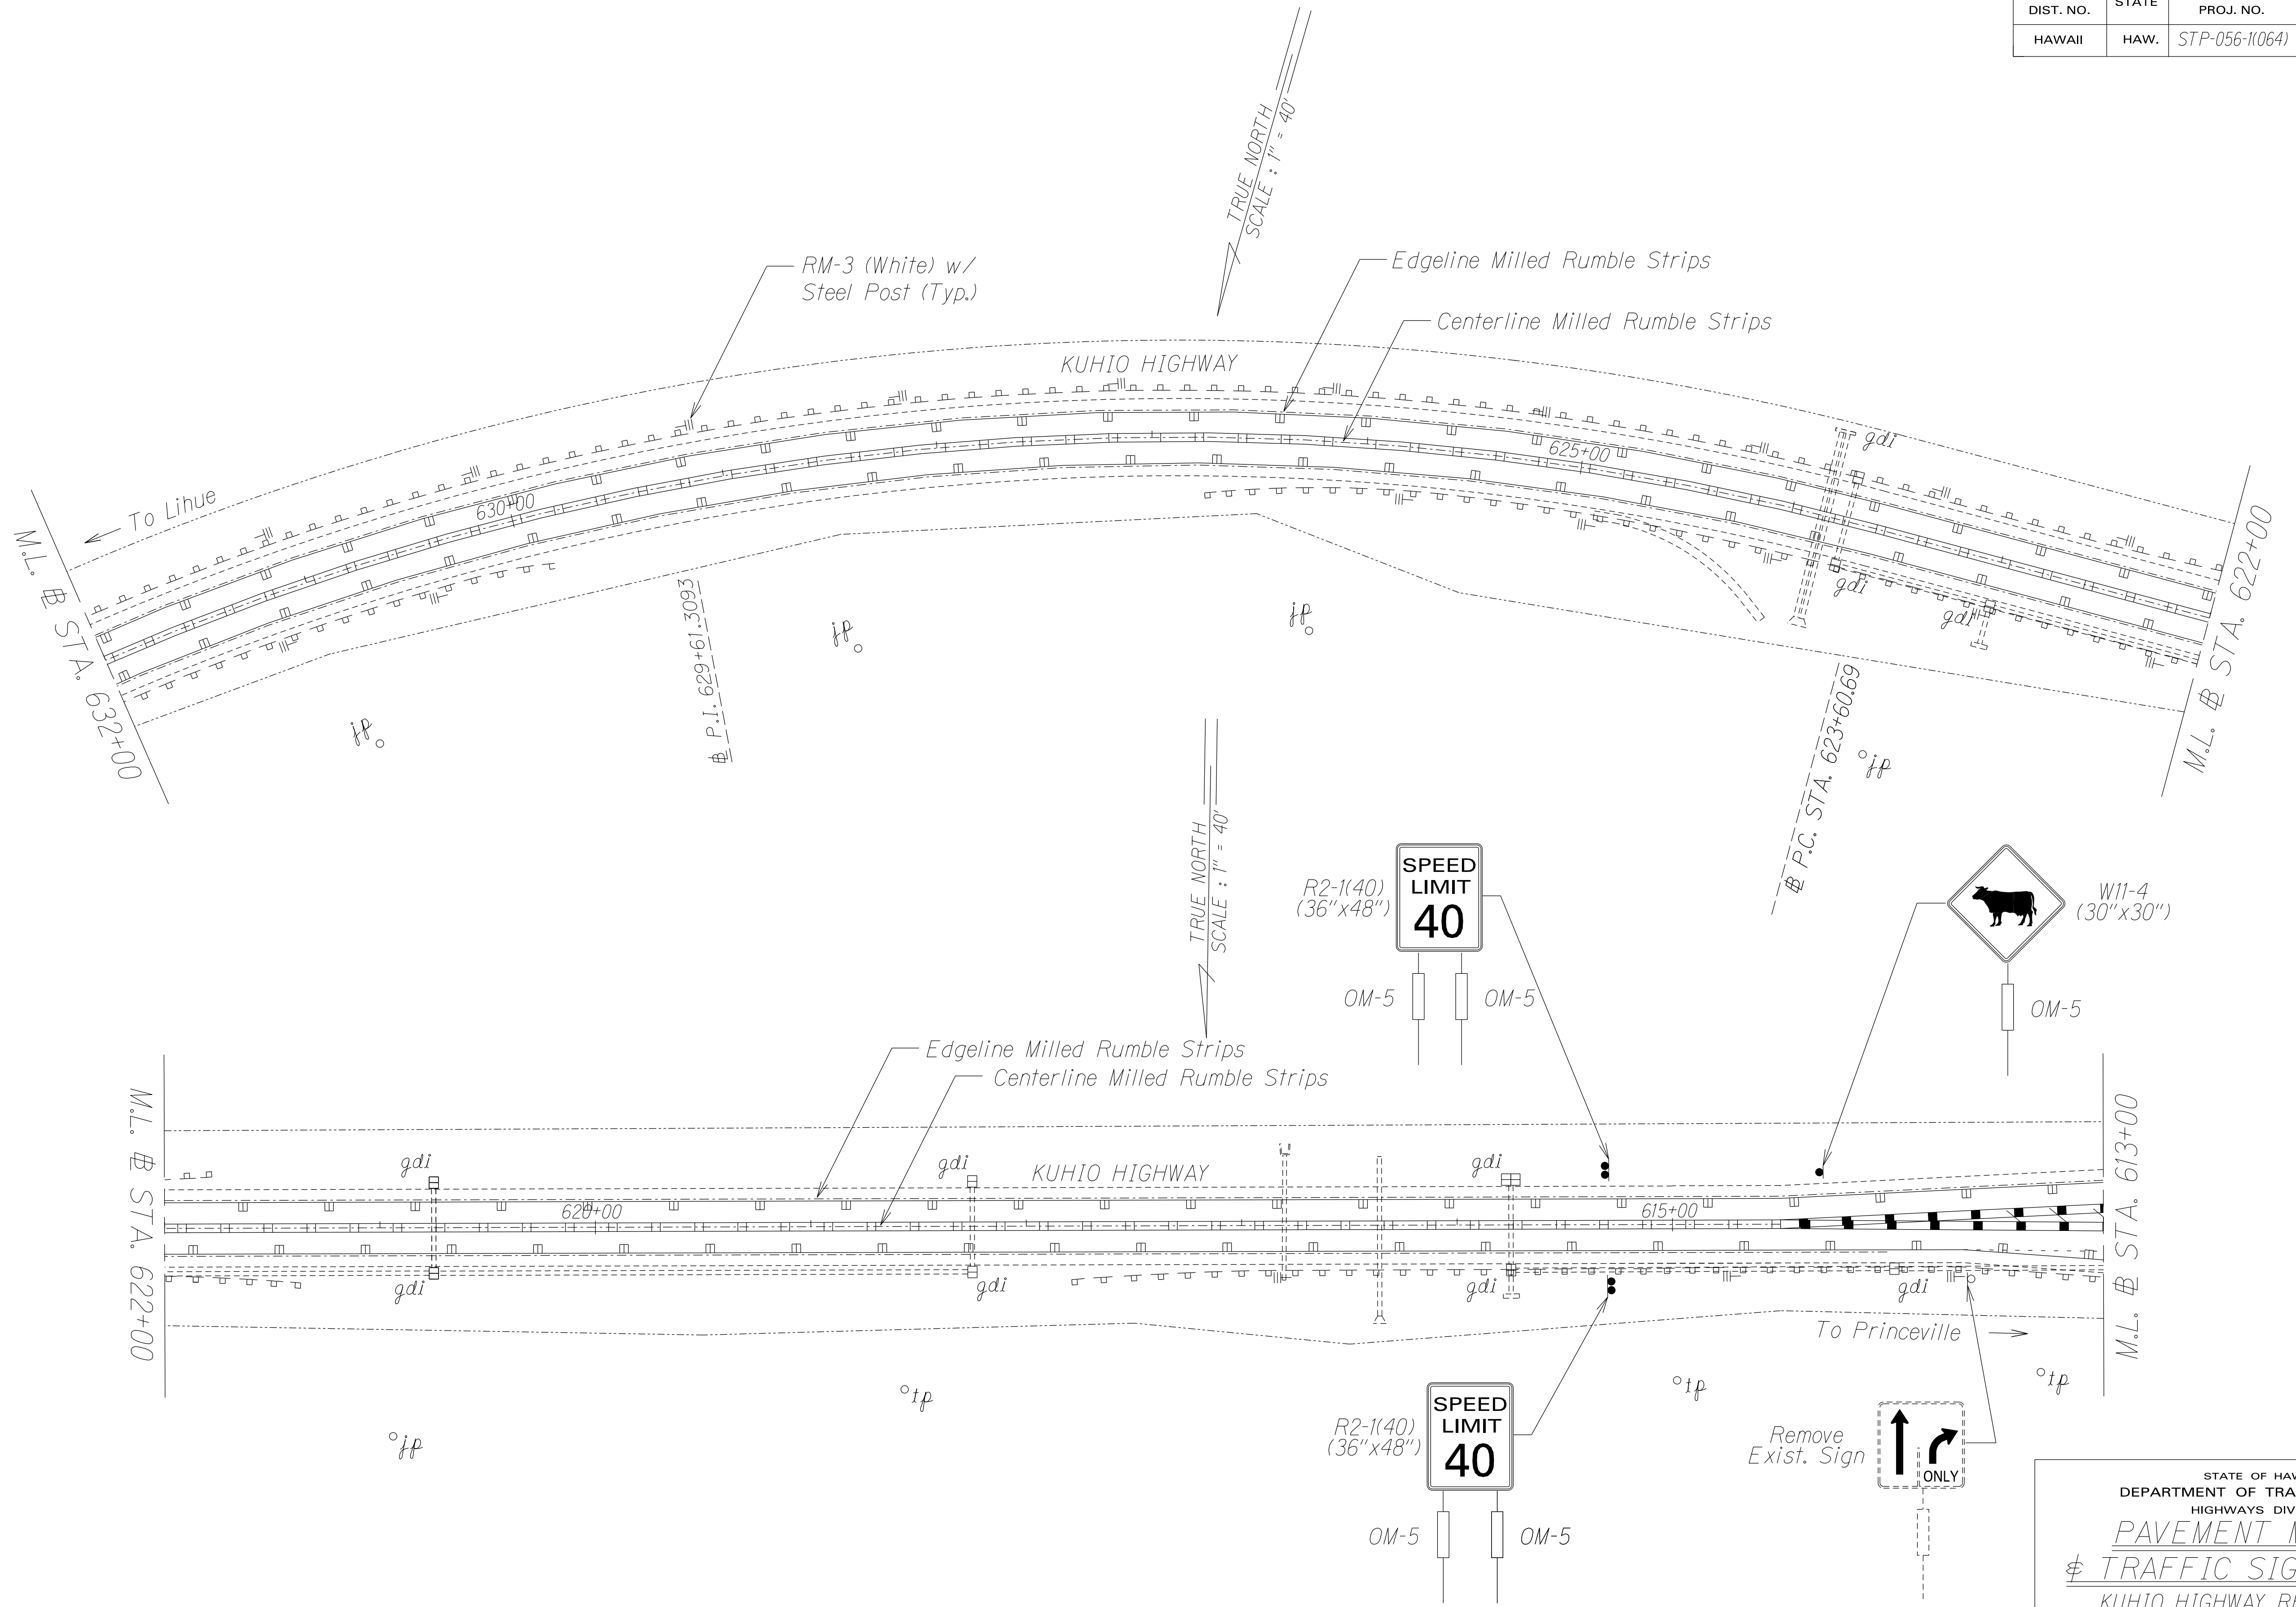 DIST. NO.
STATE
PROJ. NO.
HAWAII
HAW.
STP-056-1(064)
TRUE NORTH
SCALE : 1" = 40'
RM-3 (White) w/
Steel Post (Typ.)
Edgeline Milled Rumble Strips
Centerline Milled Rumble Strips
KUHIO HIGHWAY
To Lihue
630+00
625+00
gdi
gdi
gdi
M.L. B STA. 632+00
M.L. B STA. 622+00
B P.I. 629+61.3093
jp
jp
jp
jp
B P.C. STA. 623+60.69
TRUE NORTH
SCALE : 1" = 40'
R2-1(40)
(36"x48")
SPEED
LIMIT
40
OM-5
OM-5
W11-4
(30"x30")
OM-5
Edgeline Milled Rumble Strips
Centerline Milled Rumble Strips
M.L. B STA. 622+00
M.L. B STA. 613+00
gdi
gdi
KUHIO HIGHWAY
gdi
620+00
615+00
gdi
gdi
gdi
gdi
To Princeville
tp
tp
tp
jp
R2-1(40)
(36"x48")
SPEED
LIMIT
40
OM-5
OM-5
Remove
Exist. Sign
ONLY
STATE OF HAW
DEPARTMENT OF TRA
HIGHWAYS DIV
PAVEMENT M
& TRAFFIC SIG
KUHIO HIGHWAY